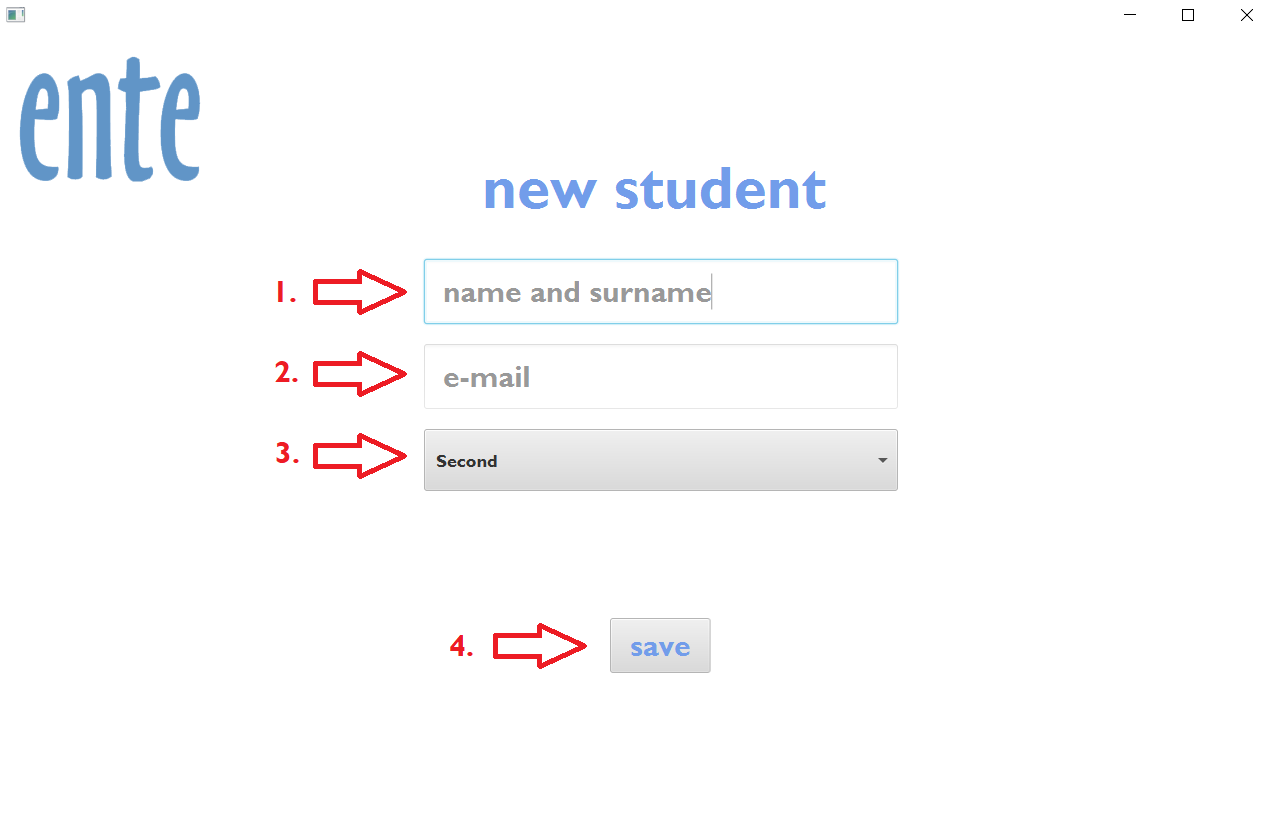 ente
new student
1. name and surname
2. e-mail
3. Second
4. save